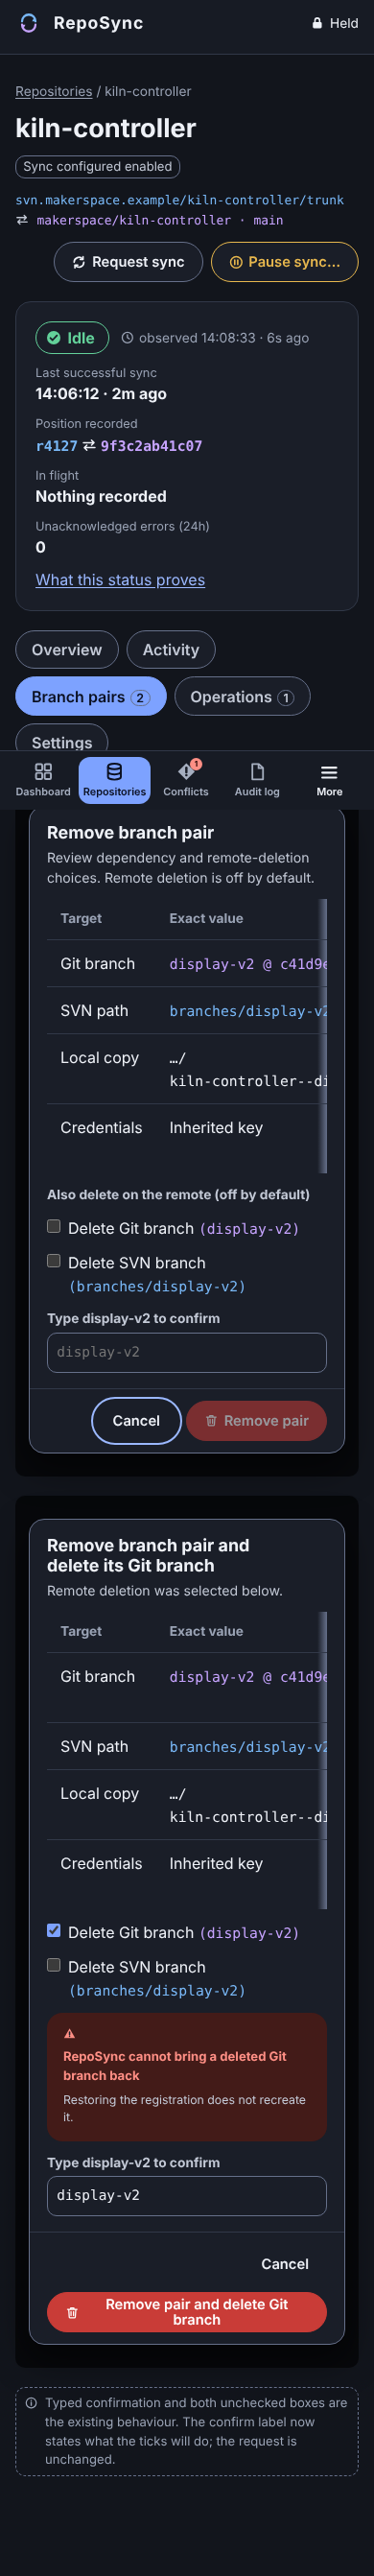 RepoSync
Held
Repositories / kiln-controller
kiln-controller
Sync configured enabled
svn.makerspace.example/kiln-controller/trunk
⇄ makerspace/kiln-controller · main
Request sync
Pause sync…
Idle
observed 14:08:33 · 6s ago
Last successful sync
14:06:12 · 2m ago
Position recorded
r4127 ⇄ 9f3c2ab41c07
In flight
Nothing recorded
Unacknowledged errors (24h)
0
What this status proves
Overview
Activity
Branch pairs 2
Operations 1
Settings
Dashboard
Repositories
1
Conflicts
Audit log
More
Remove branch pair
Review dependency and remote-deletion
choices. Remote deletion is off by default.
Target Exact value
Git branch display-v2 @ c41d9e
SVN path branches/display-v2
Local copy …/
kiln-controller--di
Credentials Inherited key
Also delete on the remote (off by default)
Delete Git branch (display-v2)
Delete SVN branch
(branches/display-v2)
Type display-v2 to confirm
display-v2
Cancel
Remove pair
Remove branch pair and
delete its Git branch
Remote deletion was selected below.
Target Exact value
Git branch display-v2 @ c41d9e
SVN path branches/display-v2
Local copy …/
kiln-controller--di
Credentials Inherited key
Delete Git branch (display-v2)
Delete SVN branch
(branches/display-v2)
RepoSync cannot bring a deleted Git
branch back
Restoring the registration does not recreate
it.
Type display-v2 to confirm
display-v2
Cancel
Remove pair and delete Git
branch
Typed confirmation and both unchecked boxes are
the existing behaviour. The confirm label now
states what the ticks will do; the request is
unchanged.